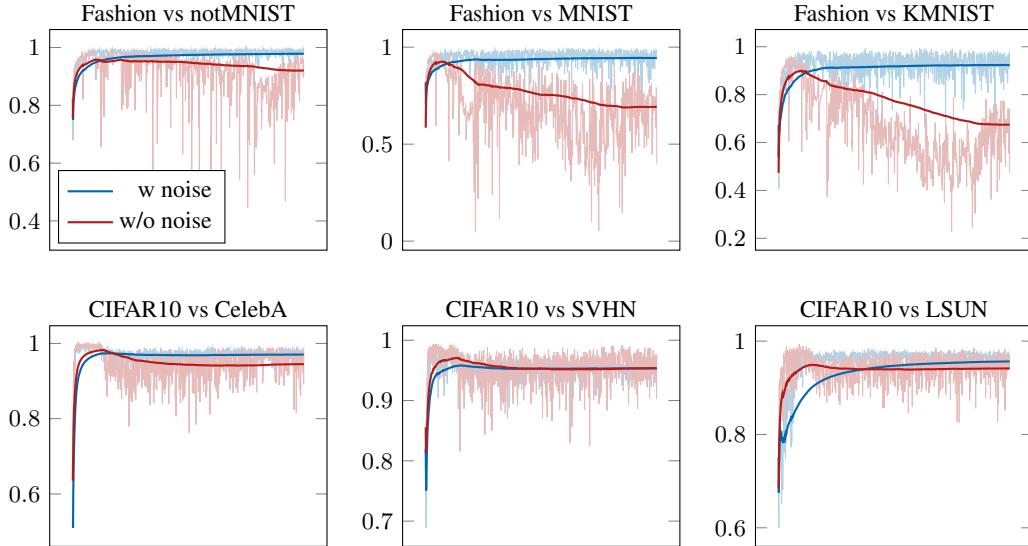 Fashion vs notMNIST
1
0.8
0.6
0.4
w noise
w/o noise
Fashion vs MNIST
1
0.5
0
Fashion vs KMNIST
1
0.8
0.6
0.4
0.2
CIFAR10 vs CelebA
1
0.8
0.6
CIFAR10 vs SVHN
1
0.9
0.8
0.7
CIFAR10 vs LSUN
1
0.8
0.6